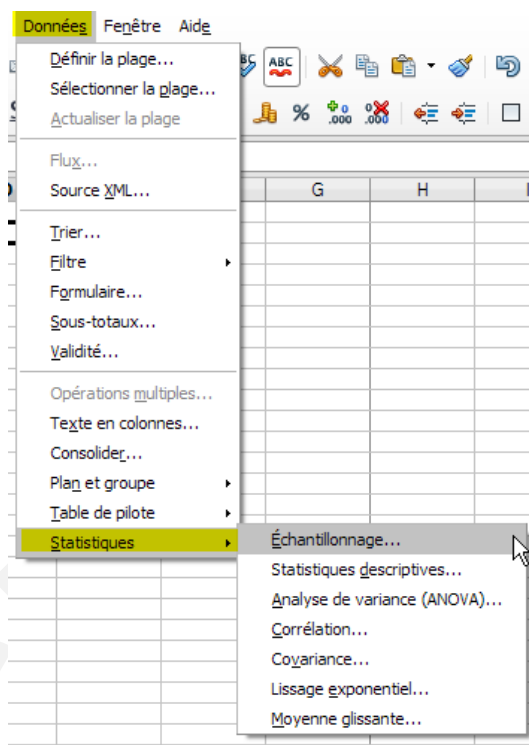 Données Fenêtre Aide
Définir la plage...
Sélectionner la plage...
Actualiser la plage
Flux...
Source XML...
Trier...
Filtre
Formulaire...
Sous-totaux...
Validité...
Opérations multiples...
Texte en colonnes...
Consolider...
Plan et groupe
Table de pilote
Statistiques
ABC
% .000 .000
G H
Échantillonnage...
Statistiques descriptives...
Analyse de variance (ANOVA)...
Corrélation...
Covariance...
Lissage exponentiel...
Moyenne glissante...